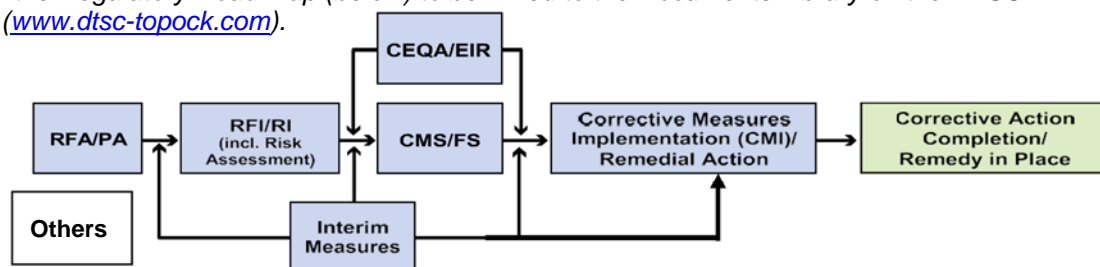 (www.dtsc-topock.com).
CEQA/EIR
RFA/PA
RFI/RI
(incl. Risk
Assessment)
CMS/FS
Corrective Measures
Implementation (CMI)/
Remedial Action
Corrective Action
Completion/
Remedy in Place
Others
Interim
Measures